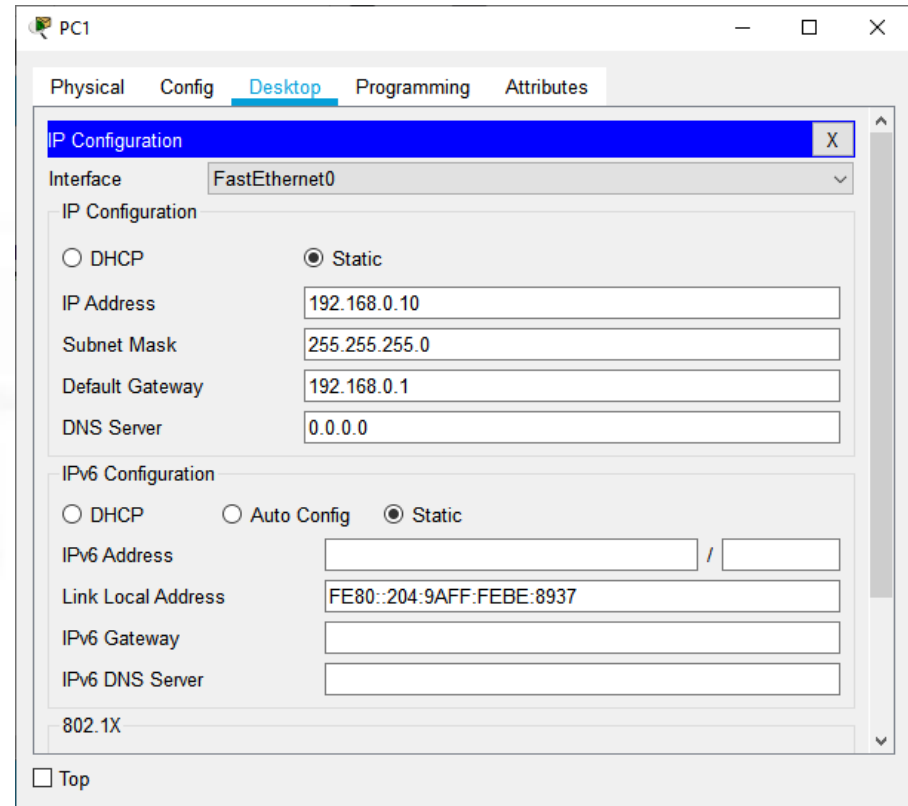 PC1
Physical Config Desktop Programming Attributes
IP Configuration X
Interface FastEthernet0
IP Configuration
DHCP Static
IP Address 192.168.0.10
Subnet Mask 255.255.255.0
Default Gateway 192.168.0.1
DNS Server 0.0.0.0
IPv6 Configuration
DHCP Auto Config Static
IPv6 Address /
Link Local Address FE80::204:9AFF:FEBE:8937
IPv6 Gateway
IPv6 DNS Server
802.1X
Top